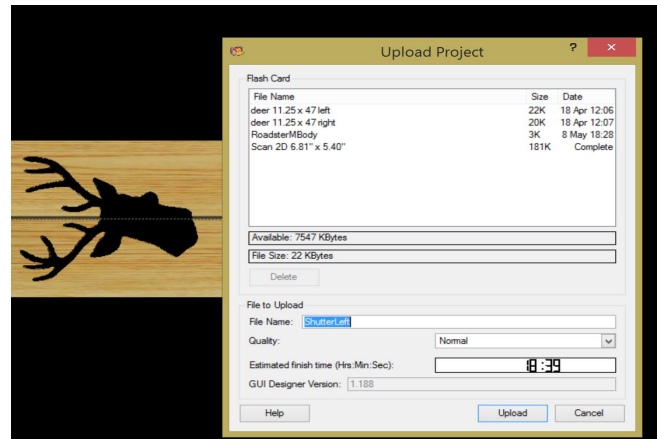 Upload Project ? ×
Flash Card
File Name Size Date
deer 11.25 x 47 left 22K 18 Apr 12:06
deer 11.25 x 47 right 20K 18 Apr 12:07
RoadsterMBody 3K 8 May 18:28
Scan 2D 6.81" x 5.40" 181K Complete
Available: 7547 KBytes
File Size: 22 KBytes
Delete
File to Upload
File Name: ShutterLeft
Quality: Normal
Estimated finish time (Hrs:Min:Sec): 18:39
GUI Designer Version: 1.188
Help Upload Cancel